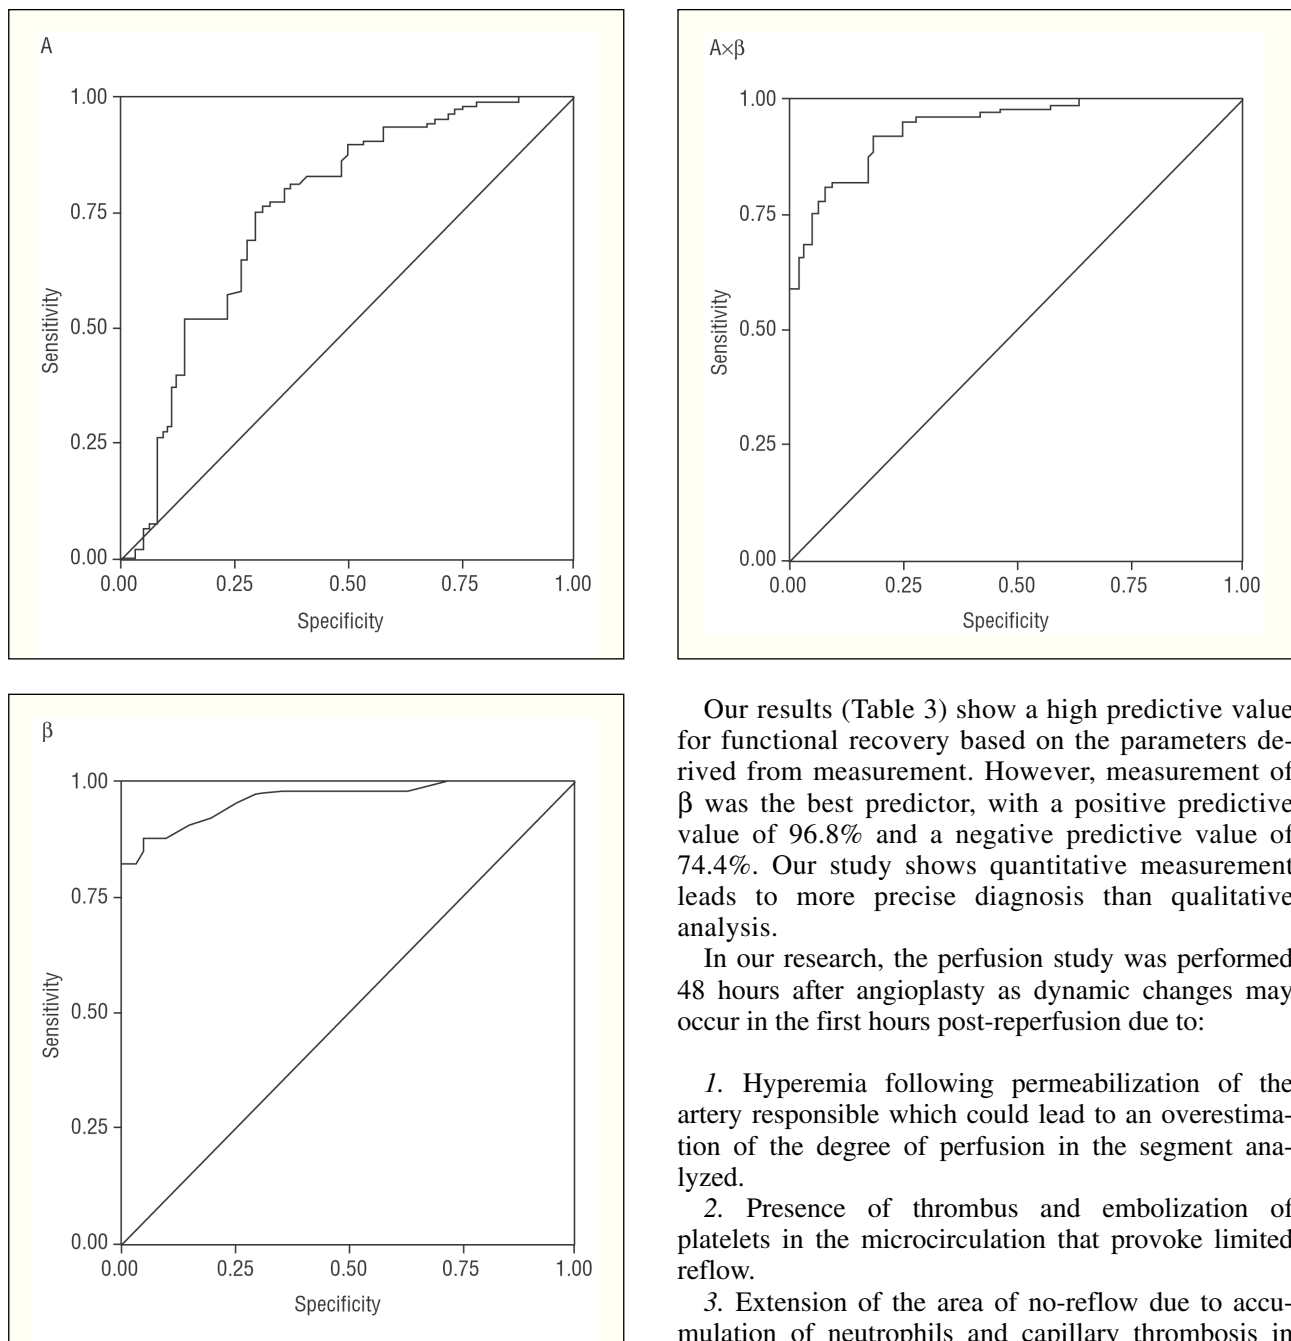 A
1.00
0.75
0.50
0.25
0.00
Sensitivity
0.00 0.25 0.50 0.75 1.00
Specificity
A×β
1.00
0.75
0.50
0.25
0.00
Sensitivity
0.00 0.25 0.50 0.75 1.00
Specificity
β
1.00
0.75
0.50
0.25
0.00
Sensitivity
0.00 0.25 0.50 0.75 1.00
Specificity
Our results (Table 3) show a high predictive value
for functional recovery based on the parameters de-
rived from measurement. However, measurement of
β was the best predictor, with a positive predictive
value of 96.8% and a negative predictive value of
74.4%. Our study shows quantitative measurement
leads to more precise diagnosis than qualitative
analysis.
In our research, the perfusion study was performed
48 hours after angioplasty as dynamic changes may
occur in the first hours post-reperfusion due to:
1. Hyperemia following permeabilization of the
artery responsible which could lead to an overestima-
tion of the degree of perfusion in the segment ana-
lyzed.
2. Presence of thrombus and embolization of
platelets in the microcirculation that provoke limited
reflow.
3. Extension of the area of no-reflow due to accu-
mulation of neutrophils and capillary thrombosis in